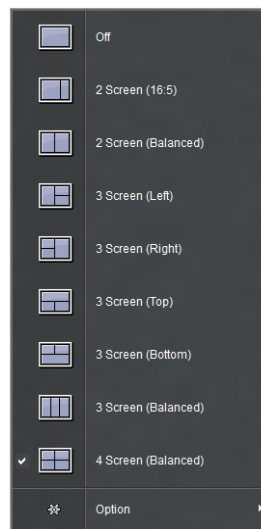 Off
2 Screen (16:5)
2 Screen (Balanced)
3 Screen (Left)
3 Screen (Right)
3 Screen (Top)
3 Screen (Bottom)
3 Screen (Balanced)
4 Screen (Balanced)
Option